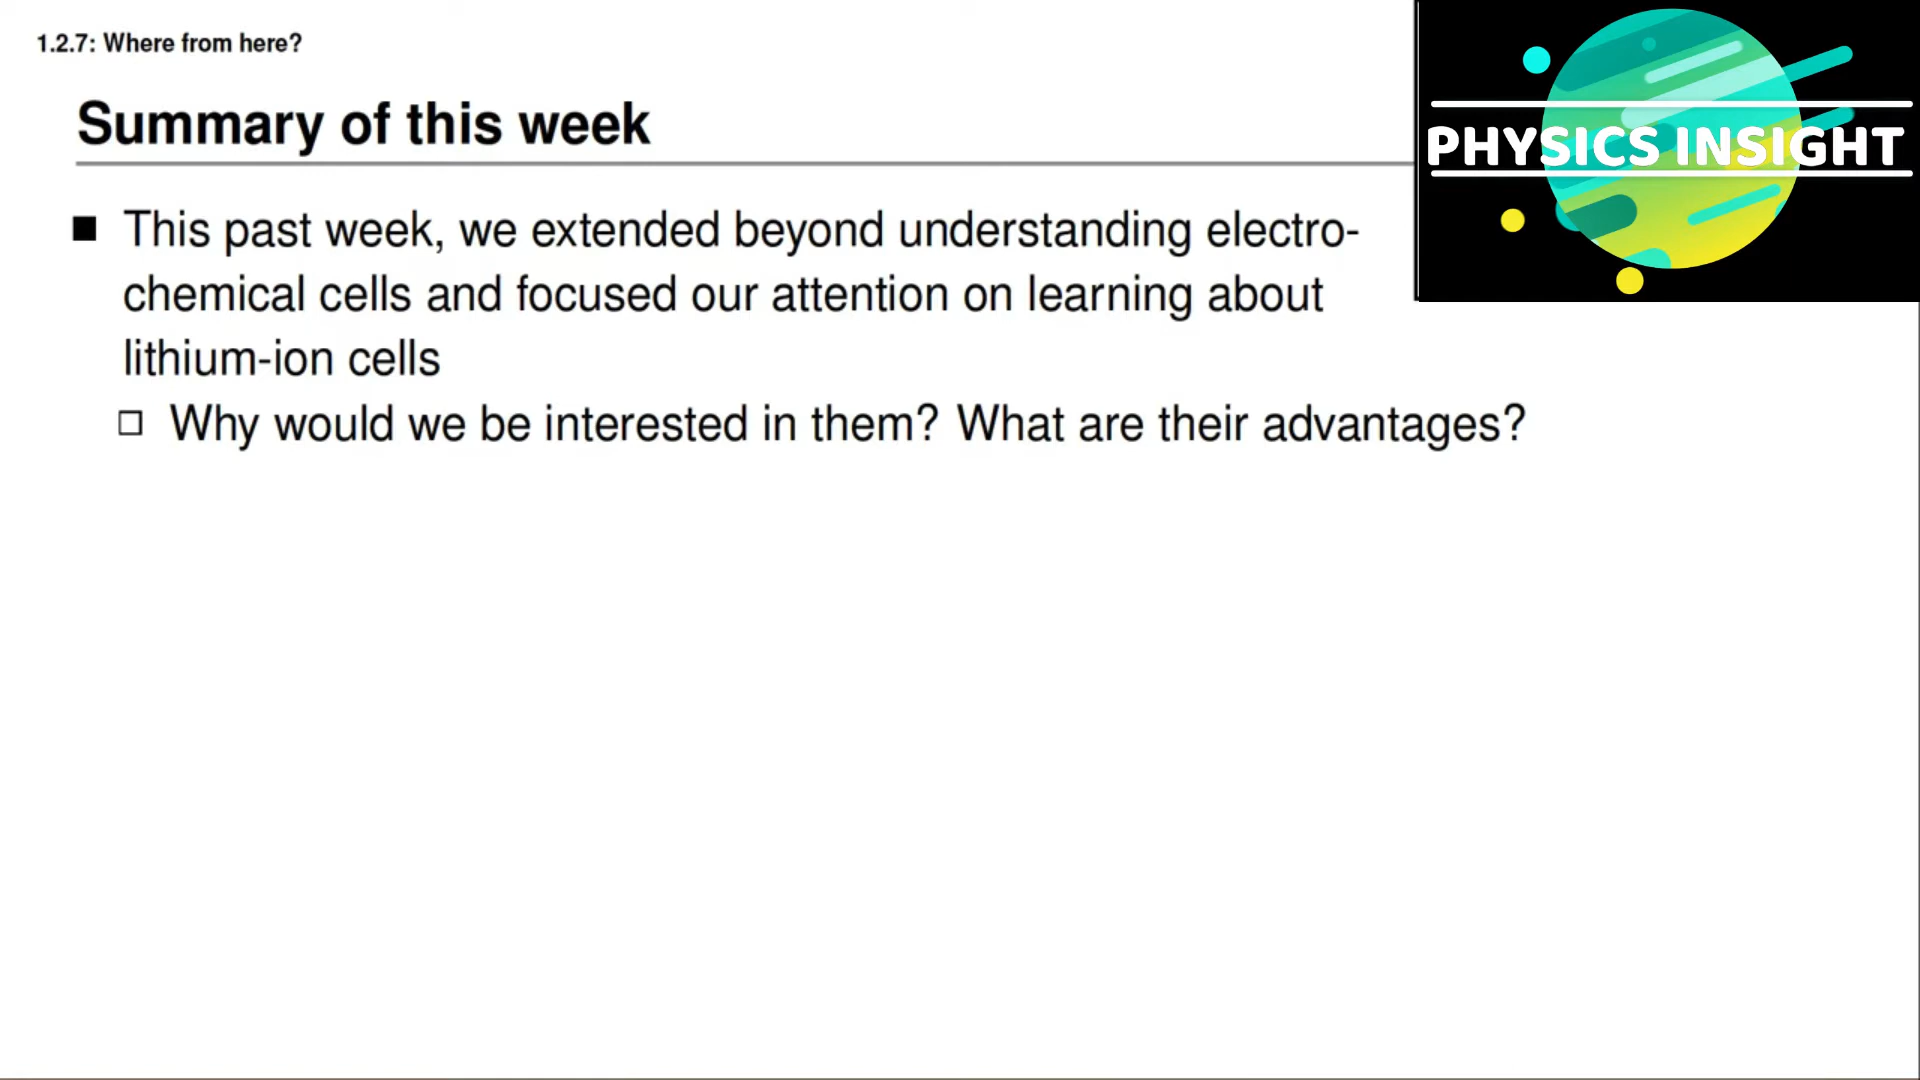 1.2.7: Where from here?
Summary of this week
PHYSICS INSIGHT
This past week, we extended beyond understanding electro-
chemical cells and focused our attention on learning about
lithium-ion cells
Why would we be interested in them? What are their advantages?